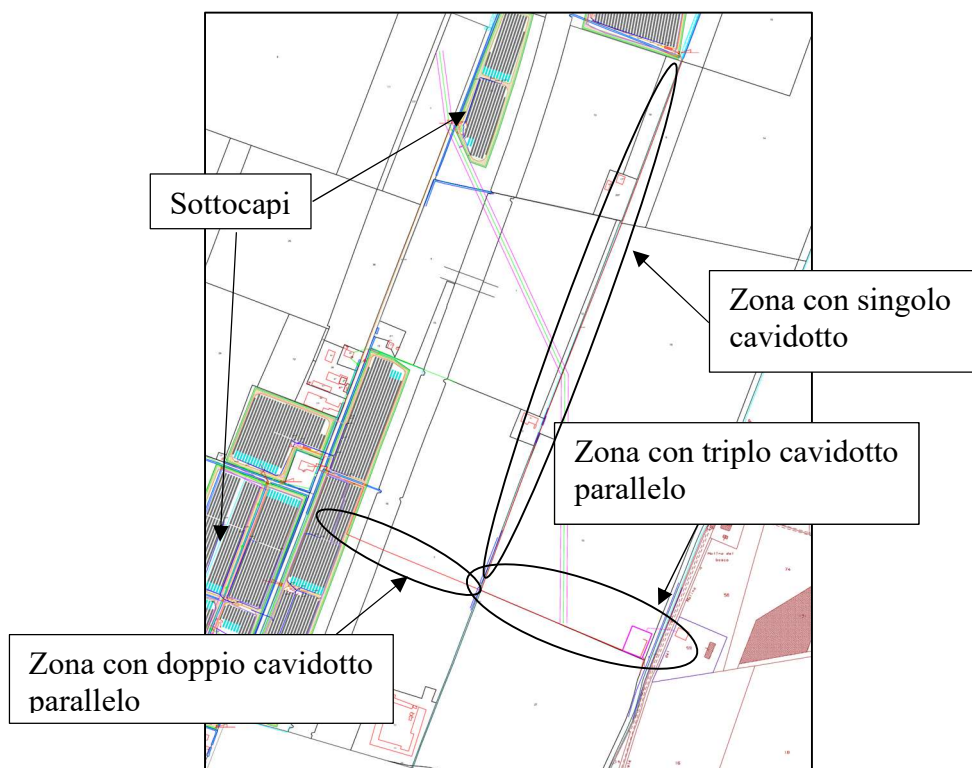 Sottocapi
Zona con singolo
cavidotto
Zona con triplo cavidotto
parallelo
Zona con doppio cavidotto
parallelo